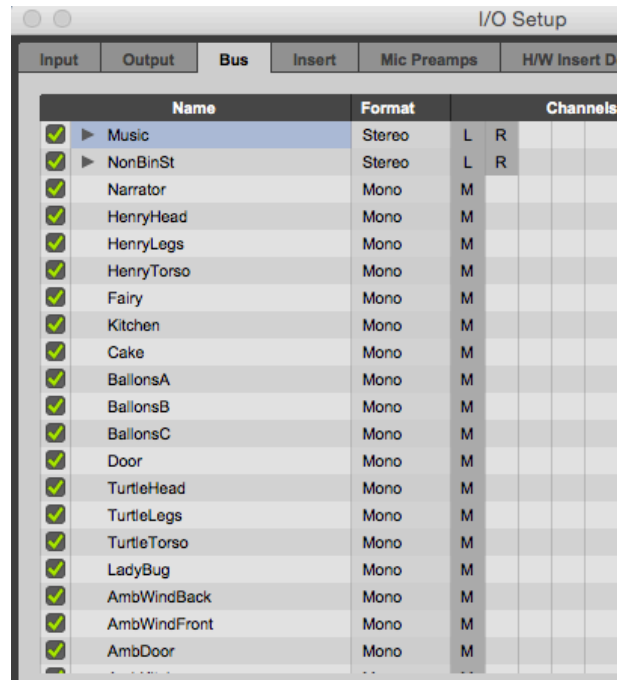 I/O Setup
Input Output Bus Insert Mic Preamps H/W Insert D
Name Format Channels
Music Stereo L R
NonBinSt Stereo L R
Narrator Mono M
HenryHead Mono M
HenryLegs Mono M
HenryTorso Mono M
Fairy Mono M
Kitchen Mono M
Cake Mono M
BallonsA Mono M
BallonsB Mono M
BallonsC Mono M
Door Mono M
TurtleHead Mono M
TurtleLegs Mono M
TurtleTorso Mono M
LadyBug Mono M
AmbWindBack Mono M
AmbWindFront Mono M
AmbDoor Mono M